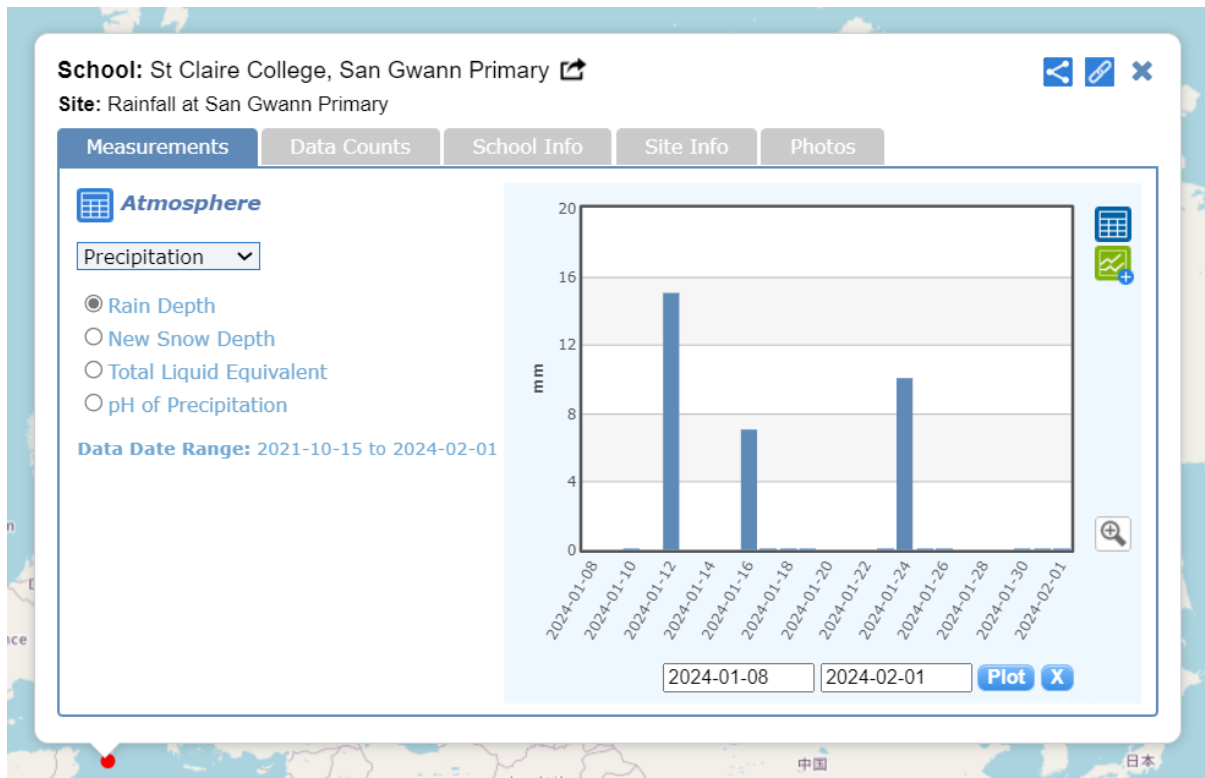 School: St Claire College, San Gwann Primary
Site: Rainfall at San Gwann Primary
Measurements
Data Counts
School Info
Site Info
Photos
Atmosphere
Precipitation
Rain Depth
New Snow Depth
Total Liquid Equivalent
pH of Precipitation
Data Date Range: 2021-10-15 to 2024-02-01
20
16
12
8
4
0
mm
2024-01-08
2024-01-10
2024-01-12
2024-01-14
2024-01-16
2024-01-18
2024-01-20
2024-01-22
2024-01-24
2024-01-26
2024-01-28
2024-01-30
2024-02-01
2024-01-08
2024-02-01
Plot
X
中国
日本